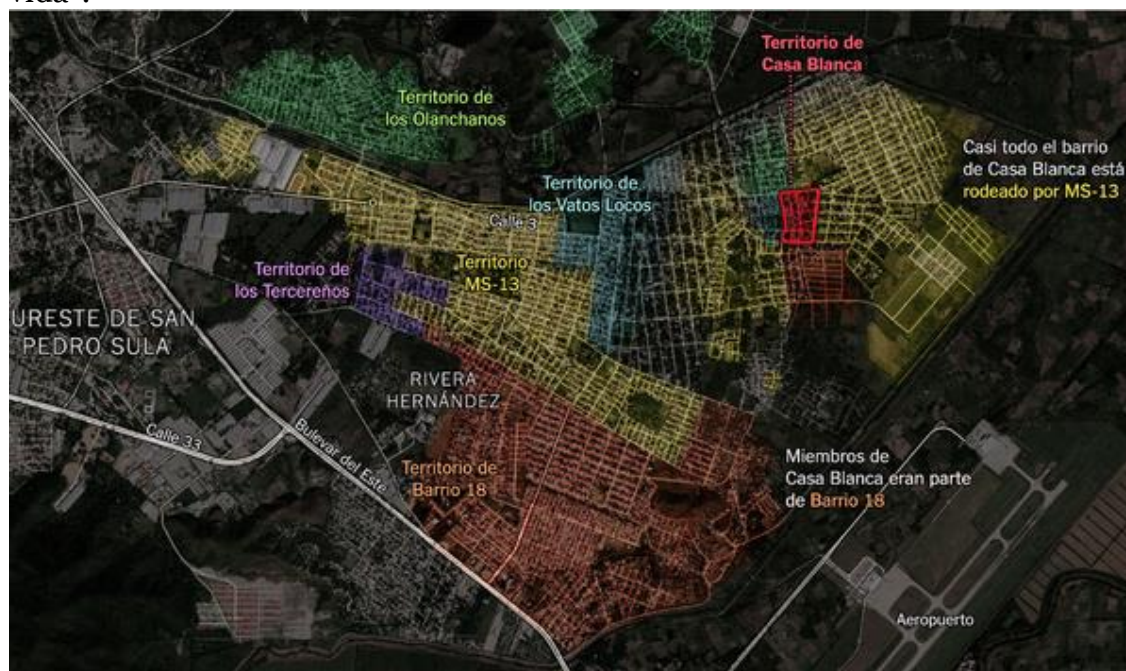 vida".
Territorio de
Casa Blanca
Territorio de
los Olanchanos
Casi todo el barrio
de Casa Blanca está
rodeado por MS-13
Territorio de
los Vatos Locos
Calle 3
Territorio de
los Tercereños
Territorio
MS-13
URESTE DE SAN
PEDRO SULA
RIVERA
HERNÁNDEZ
Calle 33
Bulevar del Este
Territorio de
Barrio 18
Miembros de
Casa Blanca eran parte
de Barrio 18
Aeropuerto